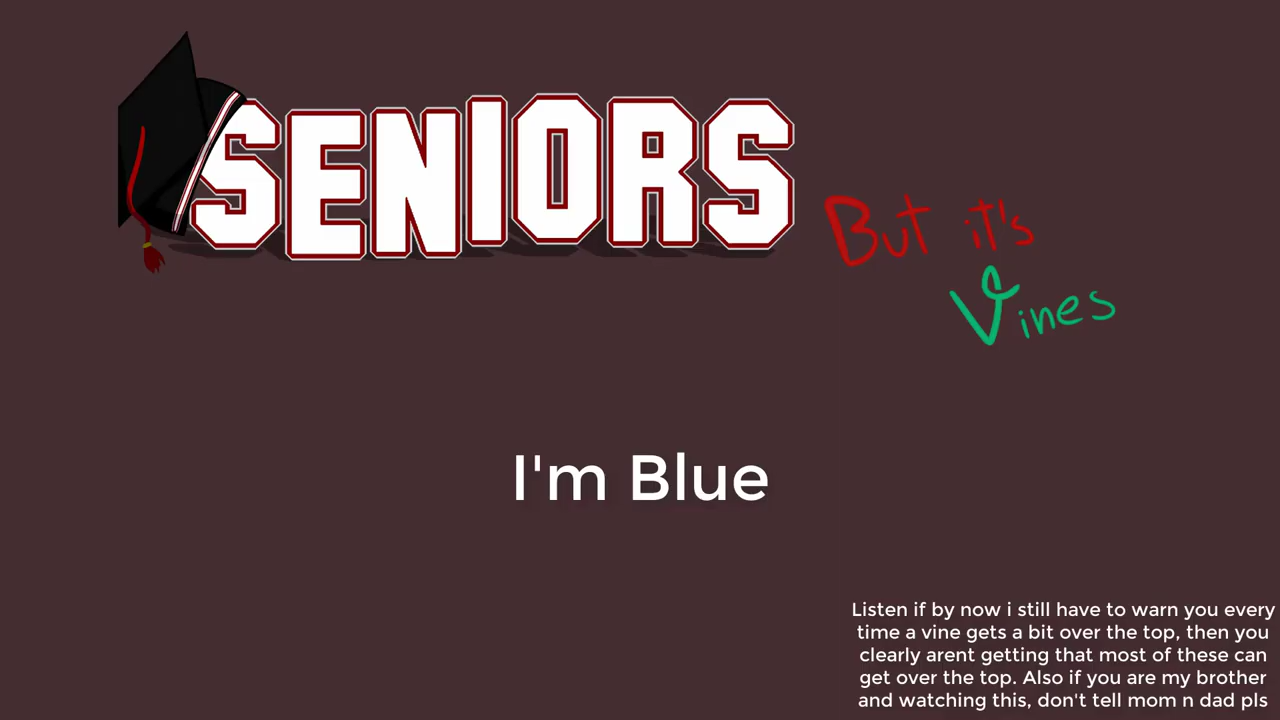 SENIORS
But it's
Vines
I'm Blue
Listen if by now i still have to warn you every
time a vine gets a bit over the top, then you
clearly arent getting that most of these can
get over the top. Also if you are my brother
and watching this, don't tell mom n dad pls